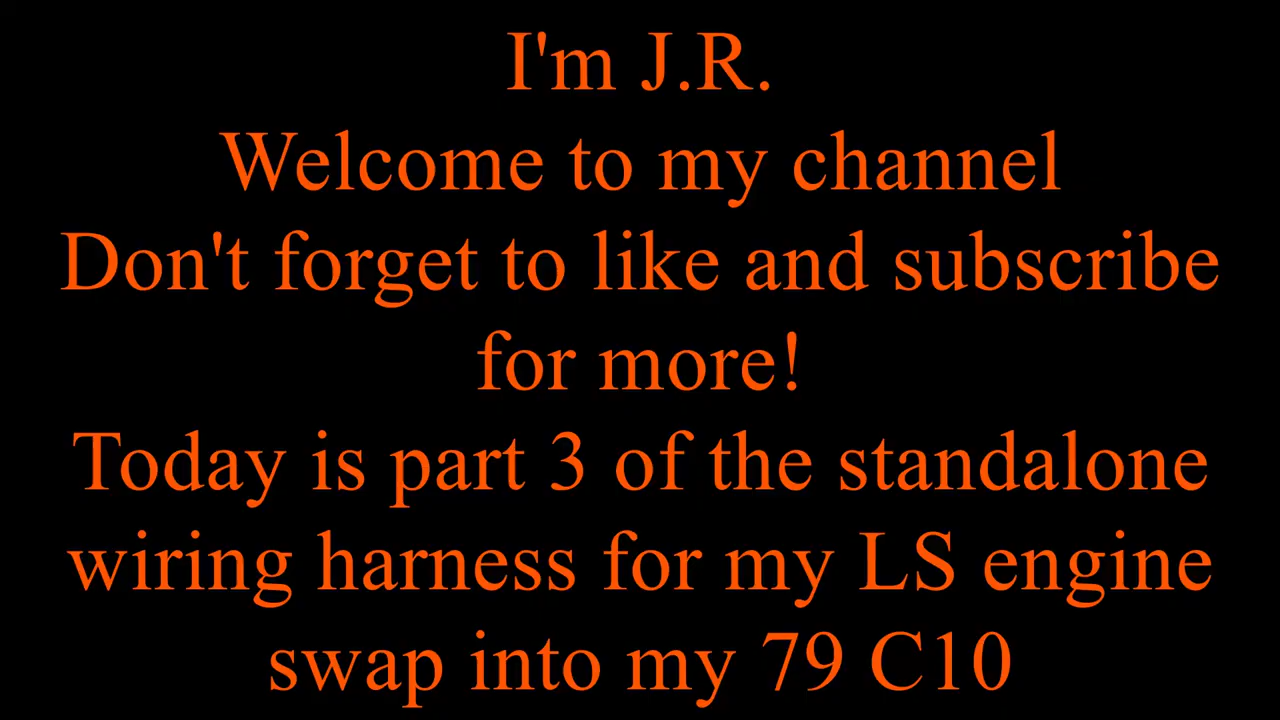 I'm J.R.
Welcome to my channel
Don't forget to like and subscribe
for more!
Today is part 3 of the standalone
wiring harness for my LS engine
swap into my 79 C10